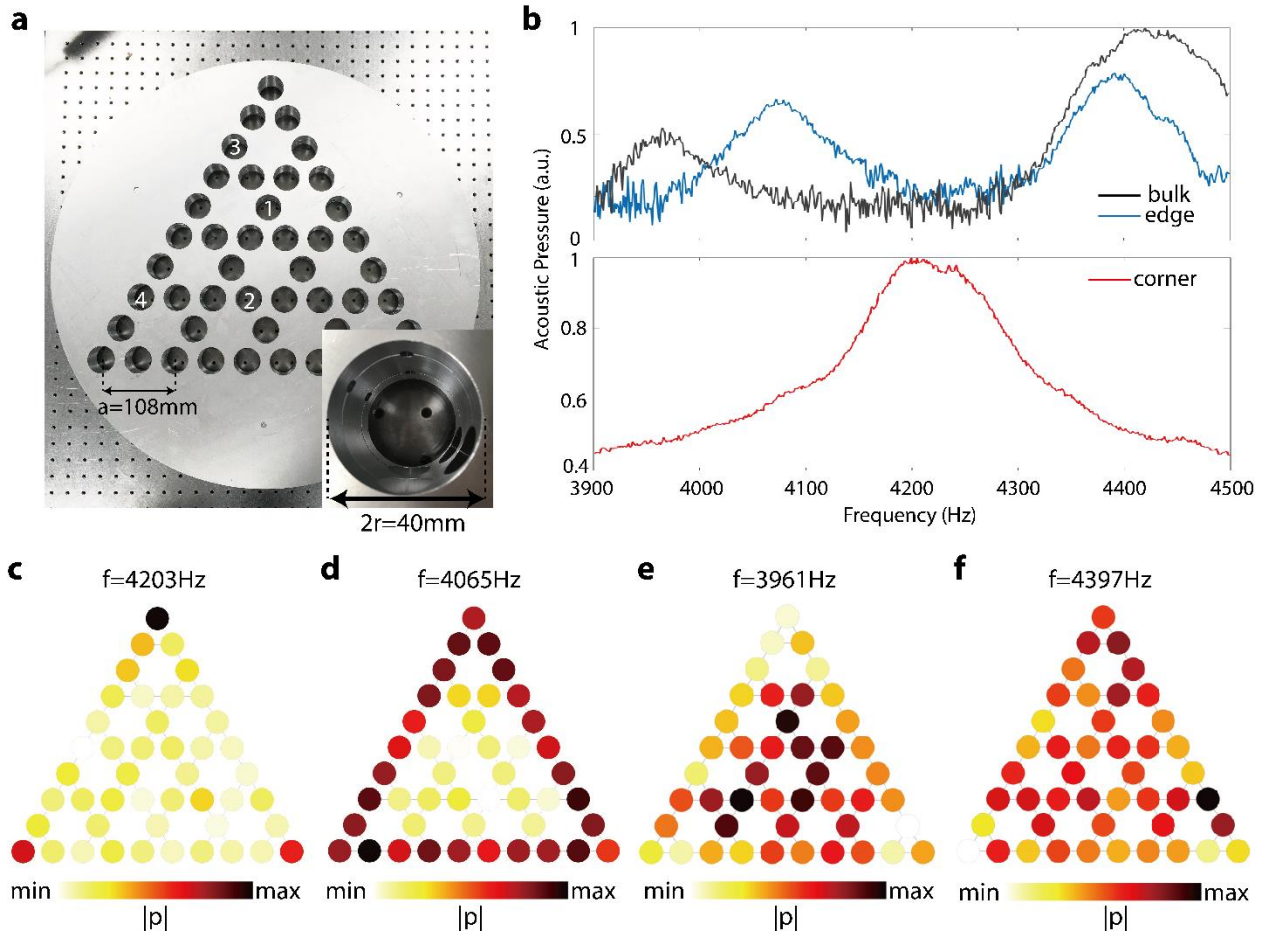 a
3
1
4
2
a=108mm
2r=40mm
b
1
0.5
0
bulk
edge
1
0.8
0.6
0.4
corner
Acoustic Pressure (a.u.)
3900 4000 4100 4200 4300 4400 4500
Frequency (Hz)
c
f=4203Hz
min max
|p|
d
f=4065Hz
min max
|p|
e
f=3961Hz
min max
|p|
f
f=4397Hz
min max
|p|